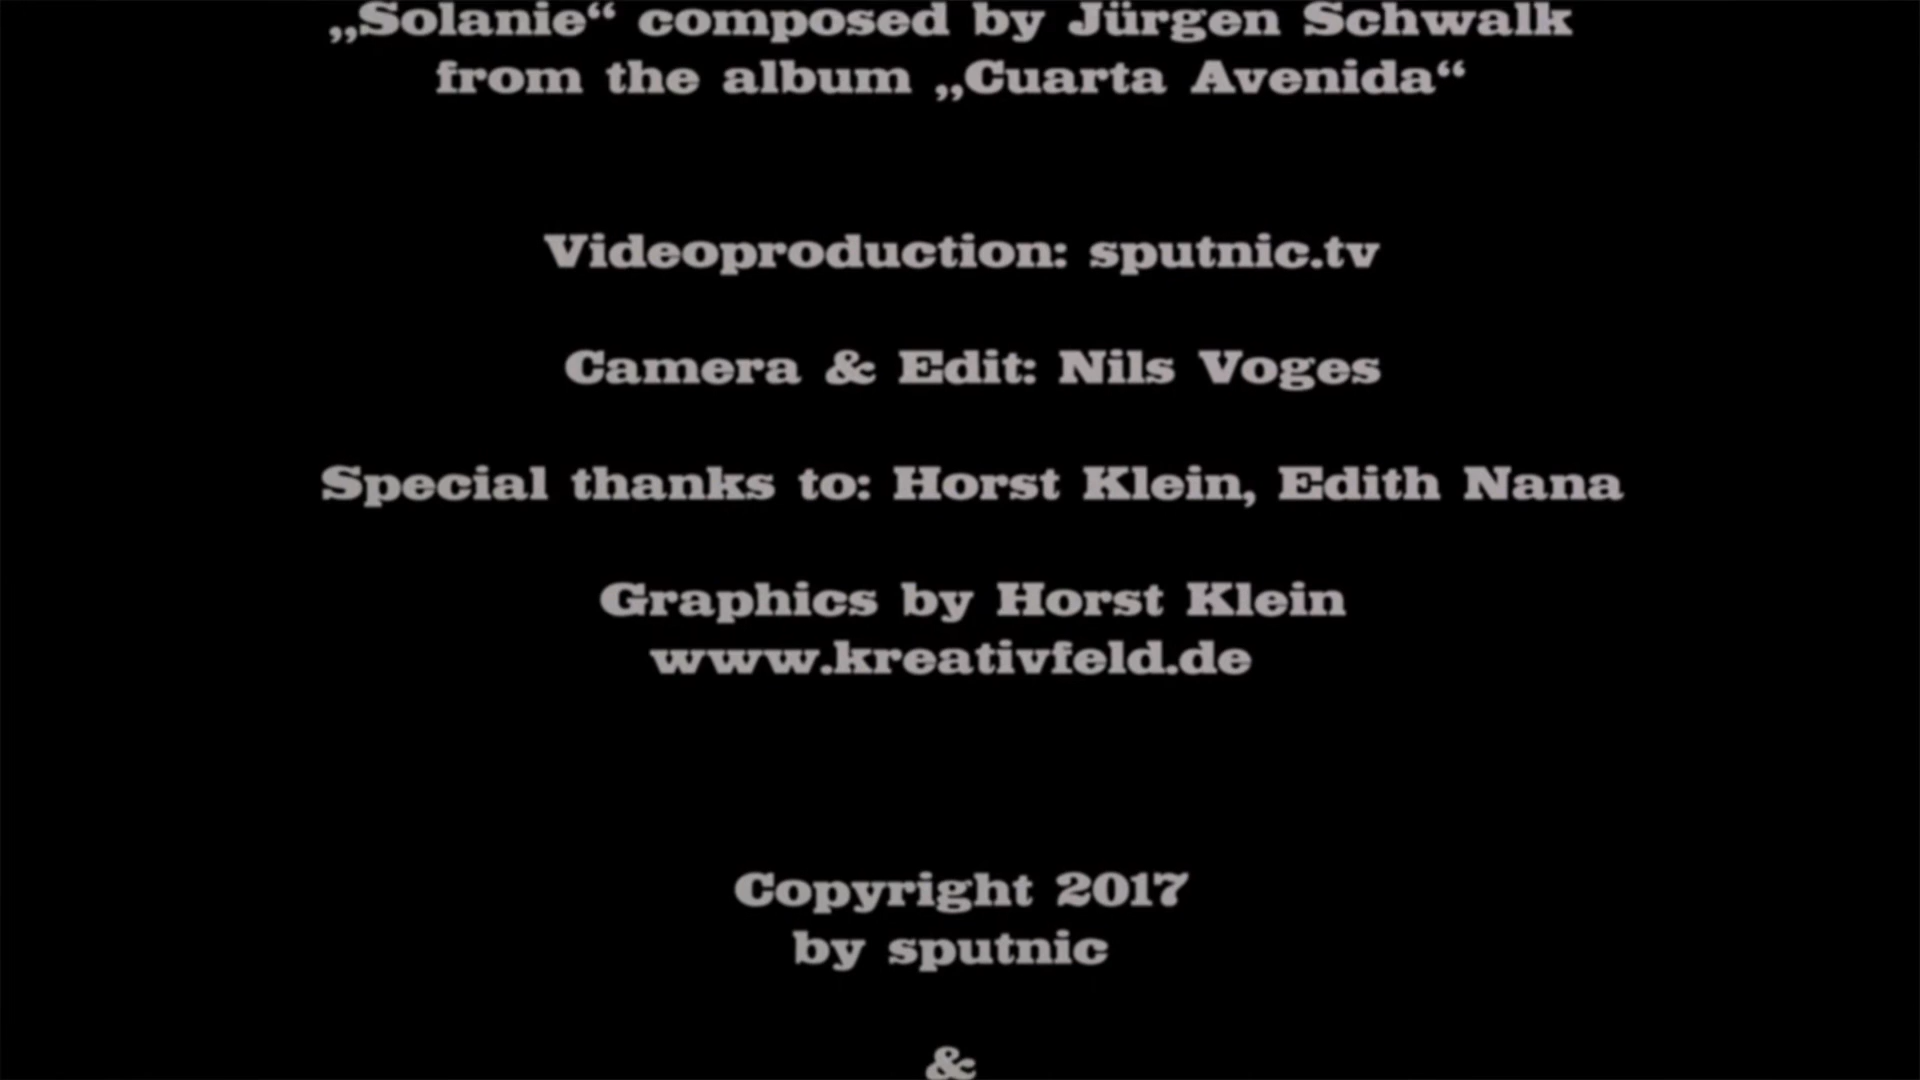 „Solanie“ composed by Jürgen Schwalk
from the album „Cuarta Avenida“
Videoproduction: sputnic.tv
Camera & Edit: Nils Voges
Special thanks to: Horst Klein, Edith Nana
Graphics by Horst Klein
www.kreativfeld.de
Copyright 2017
by sputnic
&